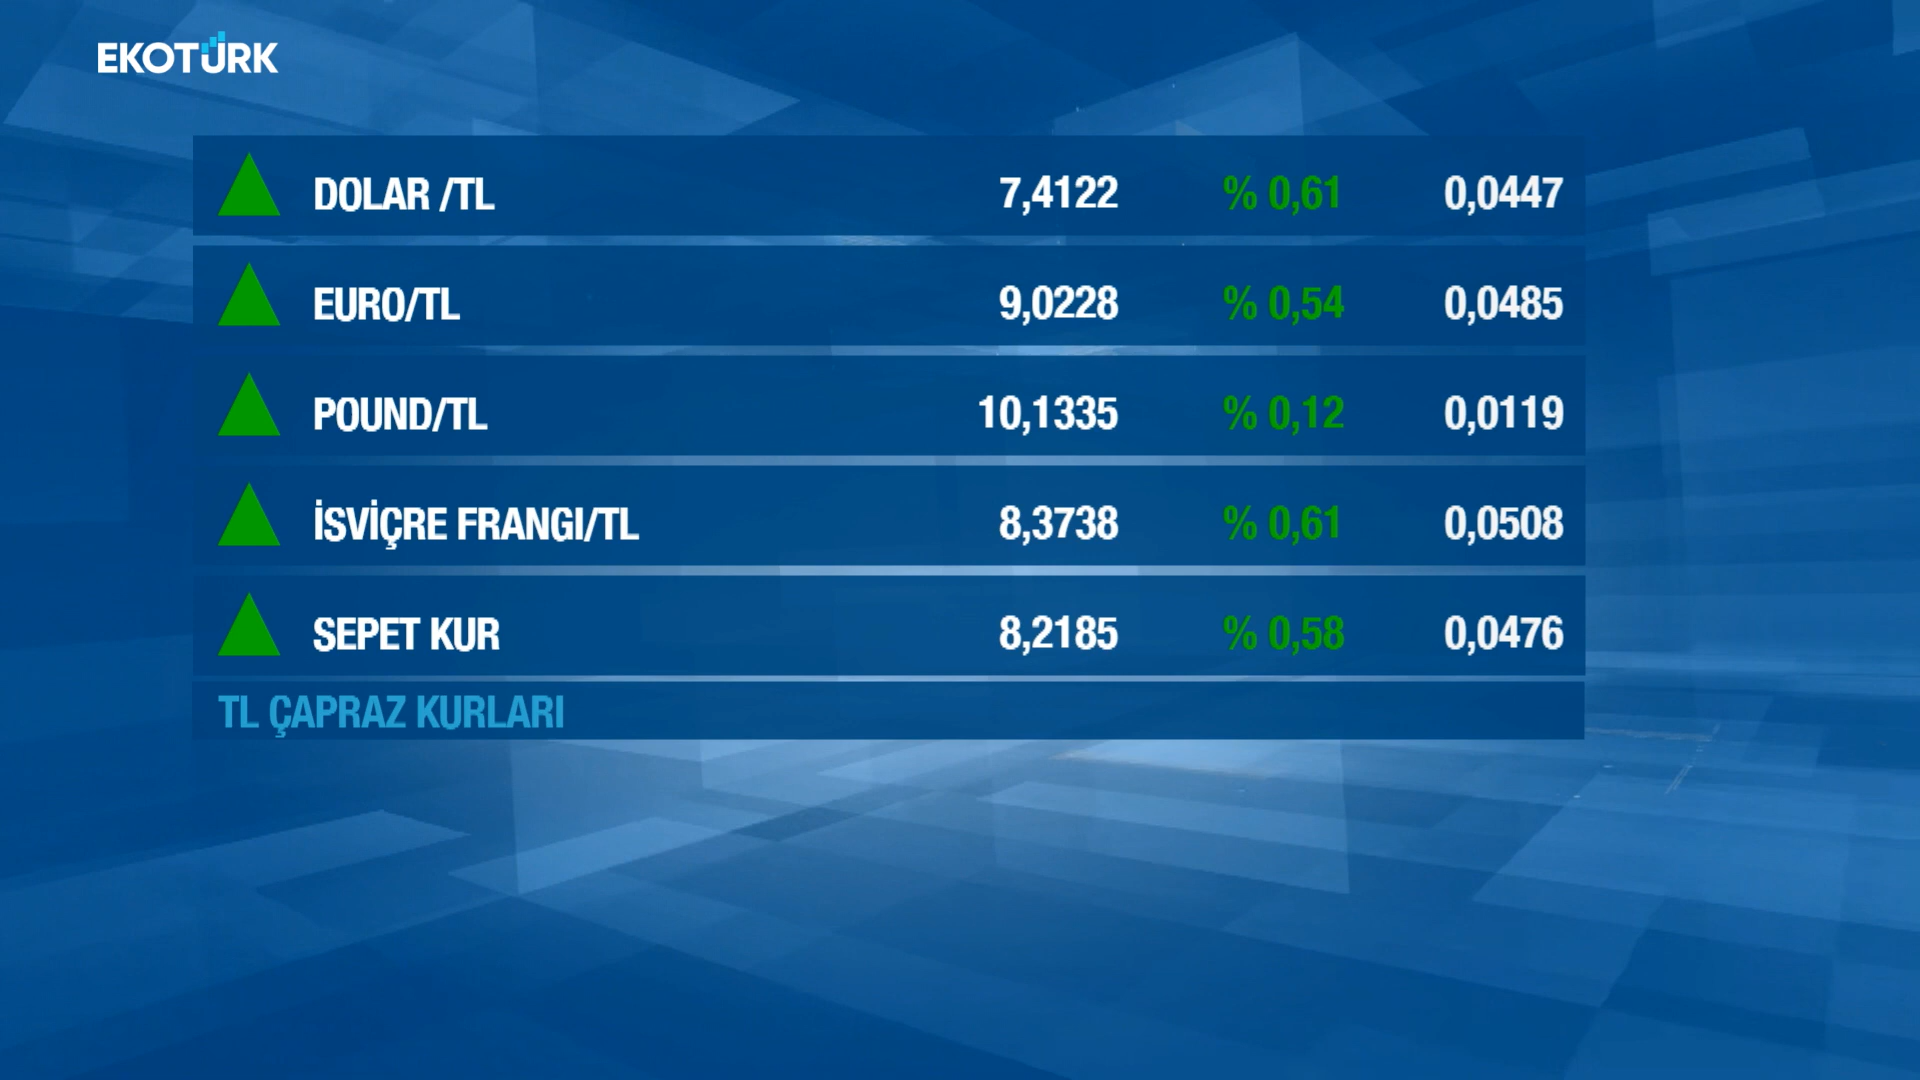 EKOTÜRK
DOLAR /TL 7,4122 % 0,61 0,0447
EURO/TL 9,0228 % 0,54 0,0485
POUND/TL 10,1335 % 0,12 0,0119
İSVİÇRE FRANGI/TL 8,3738 % 0,61 0,0508
SEPET KUR 8,2185 % 0,58 0,0476
TL ÇAPRAZ KURLARI